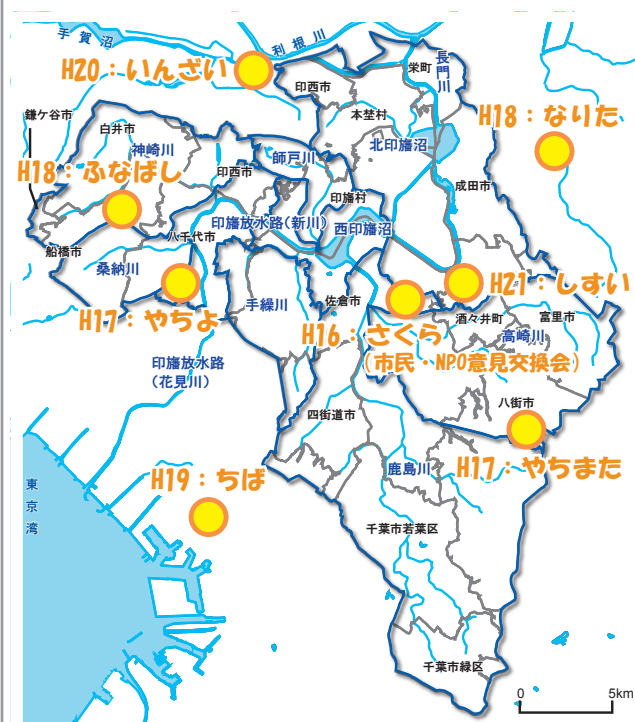 手賀沼
利根川
長門川
栄町
H20：いんざい
印西市
鎌ケ谷市
本埜村
H18：なりた
白井市
神崎川
北印旛沼
師戸川
H18：ふなばし
印西市
成田市
印旛村
印旛放水路（新川）
西印旛沼
八千代市
船橋市
桑納川
H21：しすい
手繰川
佐倉市
H17：やちよ
H16：さくら
（市民・NPO意見交換会）
酒々井町
富里市
高崎川
印旛放水路
（花見川）
八街市
四街道市
H17：やちまた
鹿島川
H19：ちば
東京湾
千葉市若葉区
千葉市緑区
0 5km